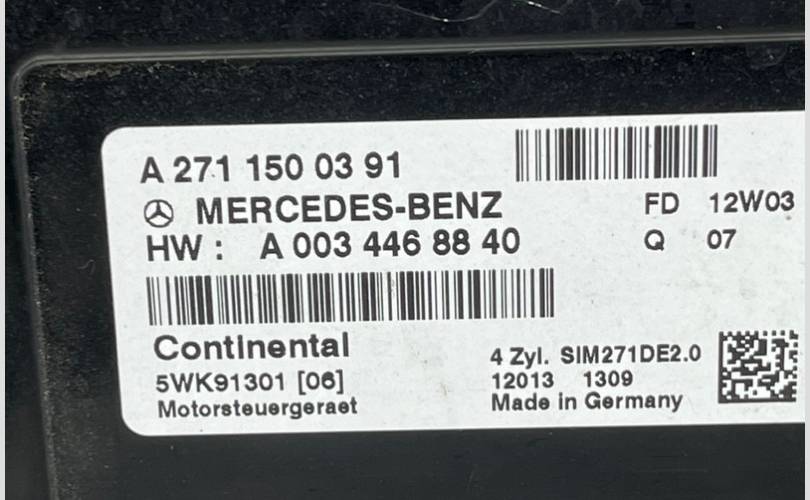 A 271 150 03 91
MERCEDES-BENZ
FD 12W03
HW : A 003 446 88 40
Q 07
Continental
5WK91301 [06]
Motorsteuergeraet
4 Zyl. SIM271DE2.0
12013 1309
Made in Germany